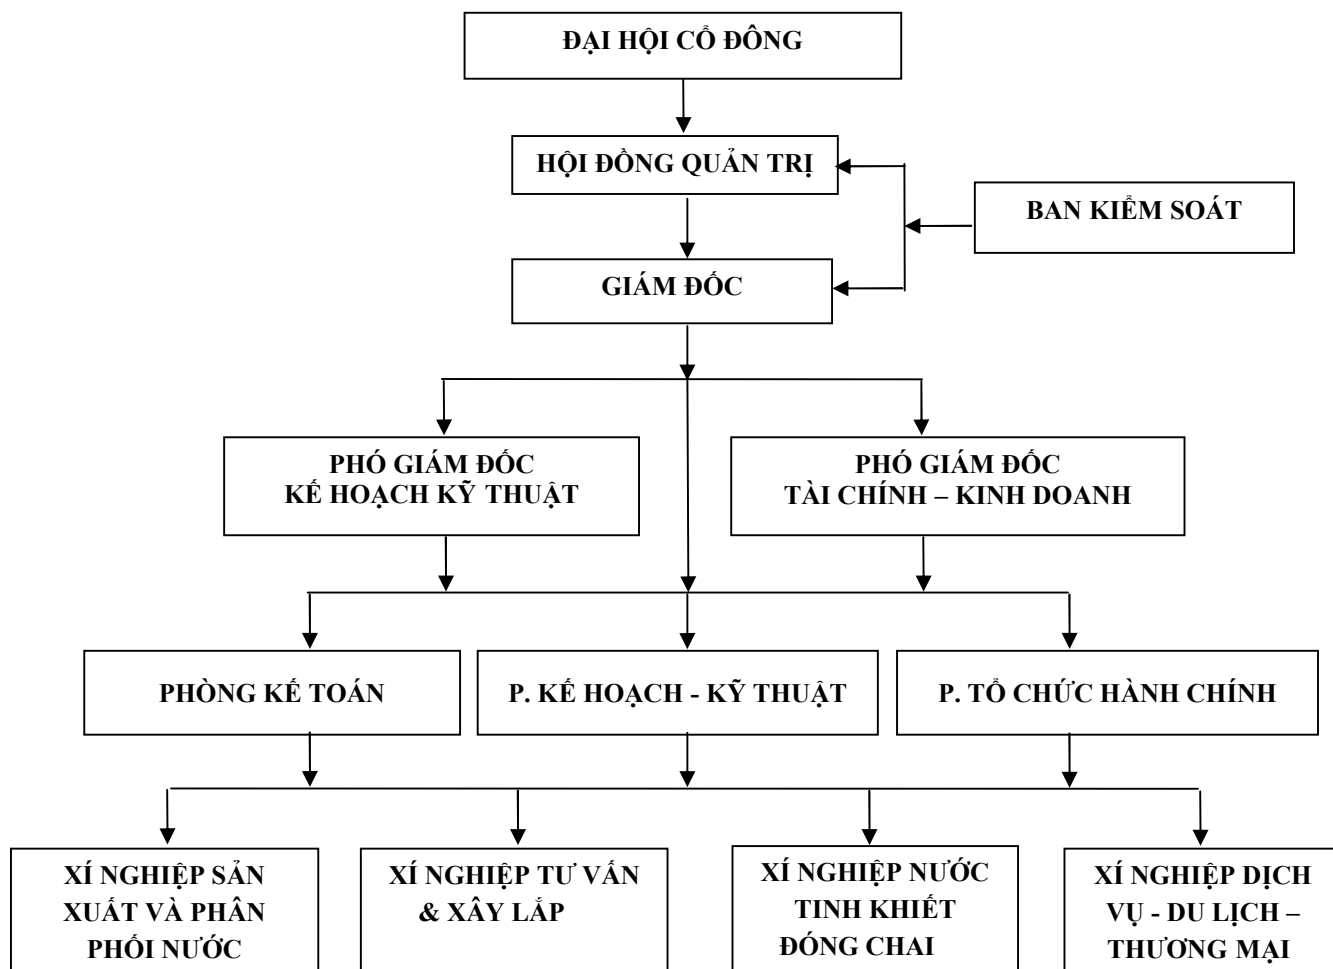 ĐẠI HỘI CỔ ĐÔNG
HỘI ĐỒNG QUẢN TRỊ
BAN KIỂM SOÁT
GIÁM ĐỐC
PHÓ GIÁM ĐỐC
KẾ HOẠCH KỸ THUẬT
PHÓ GIÁM ĐỐC
TÀI CHÍNH – KINH DOANH
PHÒNG KẾ TOÁN
P. KẾ HOẠCH - KỸ THUẬT
P. TỔ CHỨC HÀNH CHÍNH
XÍ NGHIỆP SẢN
XUẤT VÀ PHÂN
PHỐI NƯỚC
XÍ NGHIỆP TƯ VẤN
& XÂY LẮP
XÍ NGHIỆP NƯỚC
TINH KHIẾT
ĐÓNG CHAI
XÍ NGHIỆP DỊCH
VỤ - DU LỊCH –
THƯƠNG MẠI